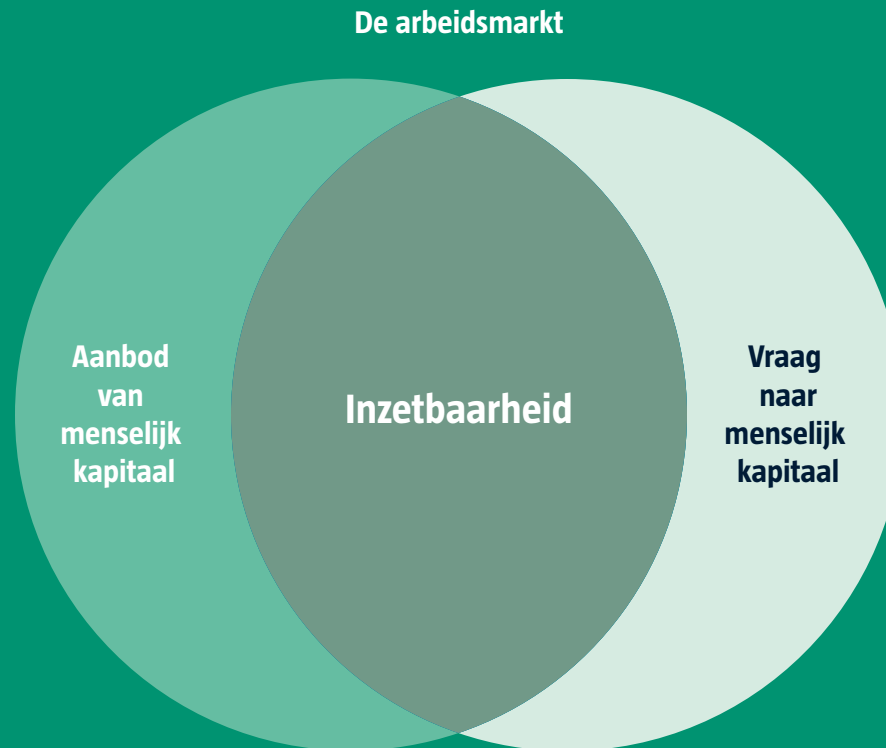 De arbeidsmarkt
Aanbod
van
menselijk
kapitaal
Inzetbaarheid
Vraag
naar
menselijk
kapitaal